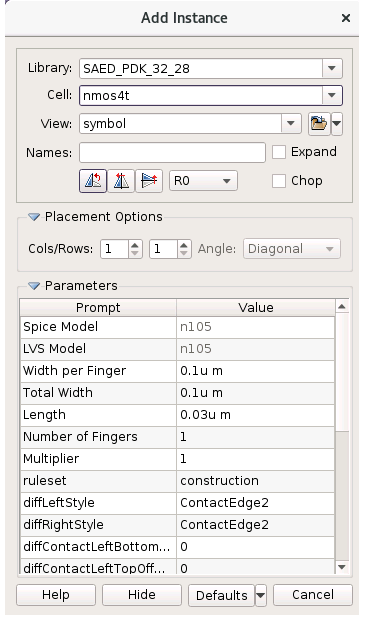 Add Instance ×
Library: SAED_PDK_32_28
Cell: nmos4t
View: symbol
Names: Expand
R0 Chop
Placement Options
Cols/Rows: 1 1 Angle: Diagonal
Parameters
Prompt Value
Spice Model n105
LVS Model n105
Width per Finger 0.1u m
Total Width 0.1u m
Length 0.03u m
Number of Fingers 1
Multiplier 1
ruleset construction
diffLeftStyle ContactEdge2
diffRightStyle ContactEdge2
diffContactLeftBottom... 0
diffContactLeftTopOff... 0
Help Hide Defaults Cancel